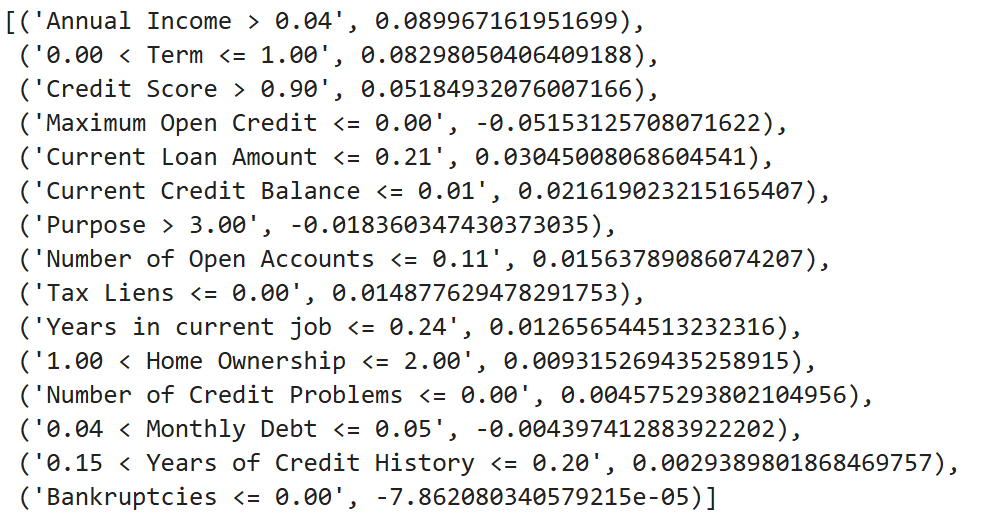 [('Annual Income > 0.04', 0.089967161951699),
('0.00 < Term <= 1.00', 0.08298050406409188),
('Credit Score > 0.90', 0.05184932076007166),
('Maximum Open Credit <= 0.00', -0.05153125708071622),
('Current Loan Amount <= 0.21', 0.03045008068604541),
('Current Credit Balance <= 0.01', 0.021619023215165407),
('Purpose > 3.00', -0.018360347430373035),
('Number of Open Accounts <= 0.11', 0.01563789086074207),
('Tax Liens <= 0.00', 0.014877629478291753),
('Years in current job <= 0.24', 0.012656544513232316),
('1.00 < Home Ownership <= 2.00', 0.009315269435258915),
('Number of Credit Problems <= 0.00', 0.004575293802104956),
('0.04 < Monthly Debt <= 0.05', -0.004397412883922202),
('0.15 < Years of Credit History <= 0.20', 0.0029389801868469757),
('Bankruptcies <= 0.00', -7.862080340579215e-05)]